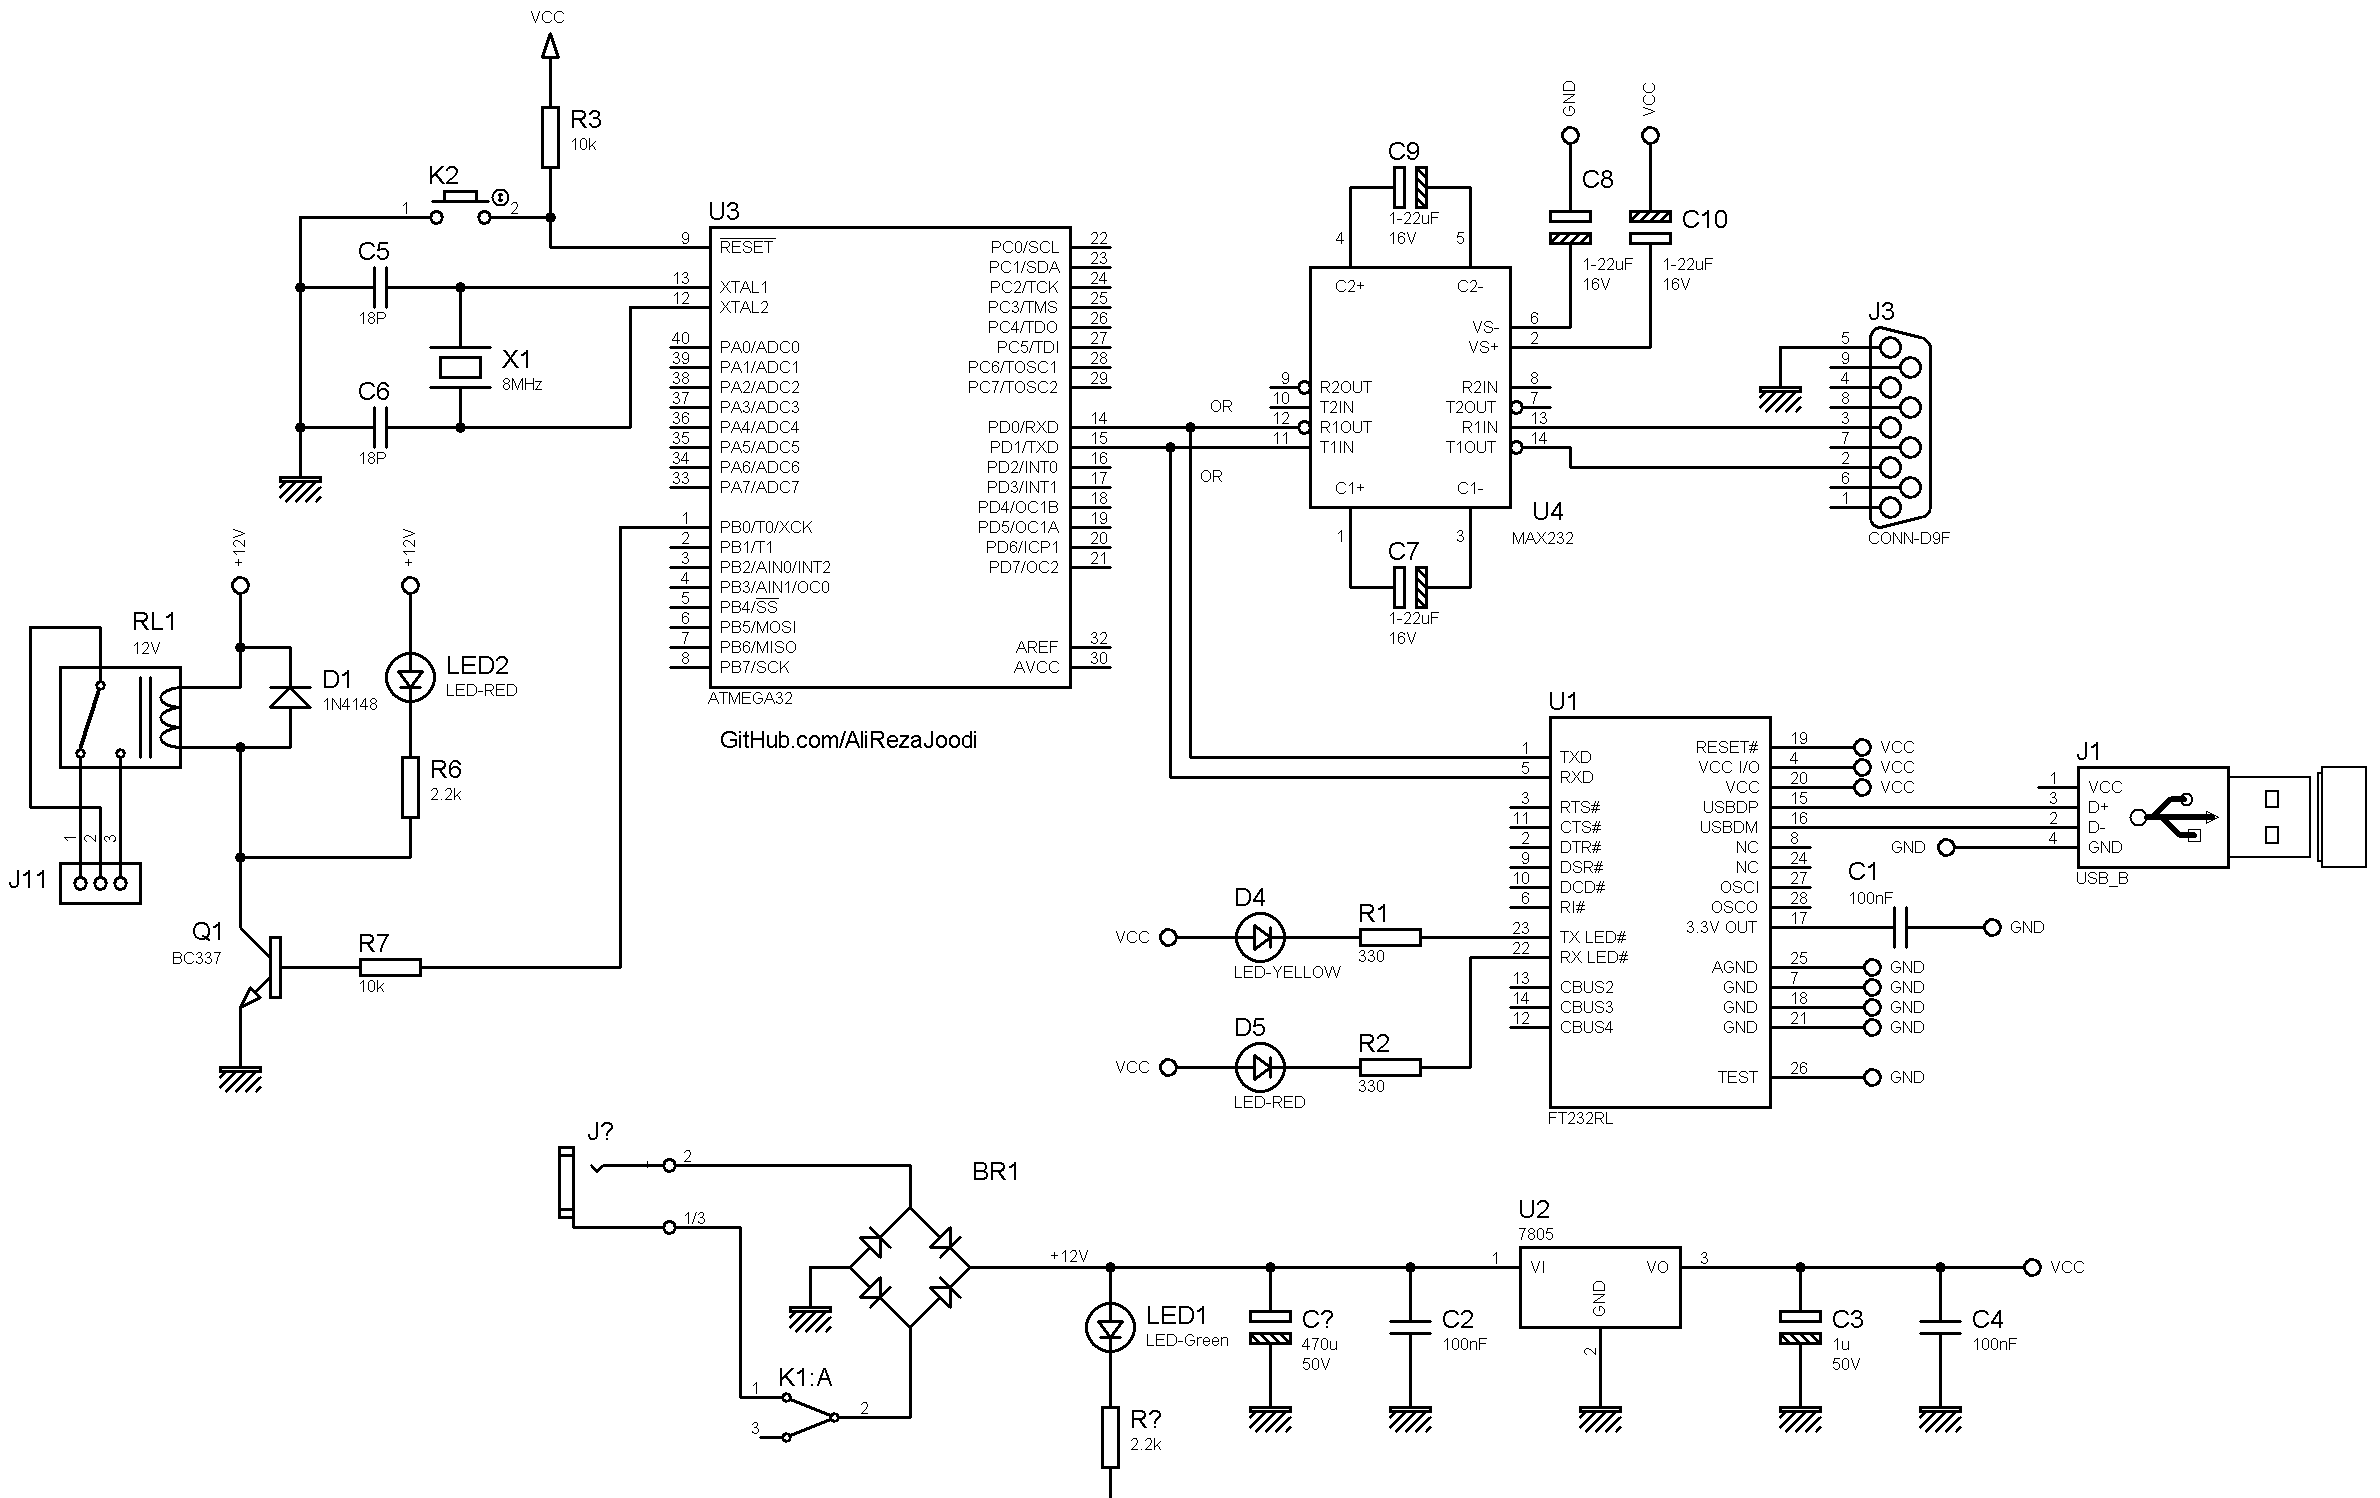 VCC
R3
10k
K2
1
2
C5
18P
C6
18P
X1
8MHz
U3
9 RESET
13 XTAL1
12 XTAL2
40 PA0/ADC0
39 PA1/ADC1
38 PA2/ADC2
37 PA3/ADC3
36 PA4/ADC4
35 PA5/ADC5
34 PA6/ADC6
33 PA7/ADC7
1 PB0/T0/XCK
2 PB1/T1
3 PB2/AIN0/INT2
4 PB3/AIN1/OC0
5 PB4/SS
6 PB5/MOSI
7 PB6/MISO
8 PB7/SCK
PC0/SCL 22
PC1/SDA 23
PC2/TCK 24
PC3/TMS 25
PC4/TDO 26
PC5/TDI 27
PC6/TOSC1 28
PC7/TOSC2 29
PD0/RXD 14
PD1/TXD 15
PD2/INT0 16
PD3/INT1 17
PD4/OC1B 18
PD5/OC1A 19
PD6/ICP1 20
PD7/OC2 21
AREF 32
AVCC 30
ATMEGA32
GitHub.com/AliRezaJoodi
OR
OR
C9
1-22uF
16V
4
5
C2+
C2-
GND
VCC
C8
1-22uF
16V
C10
1-22uF
16V
VS- 6
VS+ 2
9 R2OUT
10 T2IN
12 R1OUT
11 T1IN
R2IN 8
T2OUT 7
R1IN 13
T1OUT 14
C1+
C1-
1
3
U4
MAX232
C7
1-22uF
16V
J3
5
9
4
8
3
7
2
6
1
CONN-D9F
+12V
+12V
RL1
12V
D1
1N4148
LED2
LED-RED
R6
2.2k
1
2
3
J11
Q1
BC337
R7
10k
U1
1 TXD
5 RXD
3 RTS#
11 CTS#
2 DTR#
9 DSR#
10 DCD#
6 RI#
23 TX LED#
22 RX LED#
13 CBUS2
14 CBUS3
12 CBUS4
RESET# 19 VCC
VCC I/O 4 VCC
VCC 20 VCC
USBDP 15
USBDM 16
NC 8
NC 24
OSCI 27
OSCO 28
3.3V OUT 17
AGND 25 GND
GND 7 GND
GND 18 GND
GND 21 GND
TEST 26 GND
FT232RL
C1
100nF
GND
J1
1 VCC
3 D+
2 D-
GND 4 GND
USB_B
VCC
D4
LED-YELLOW
R1
330
VCC
D5
LED-RED
R2
330
J?
+
2
1/3
BR1
K1:A
1
2
3
+12V
LED1
LED-Green
R?
2.2k
C?
470u
50V
C2
100nF
U2
7805
1 VI
VO 3
GND
2
C3
1u
50V
C4
100nF
VCC